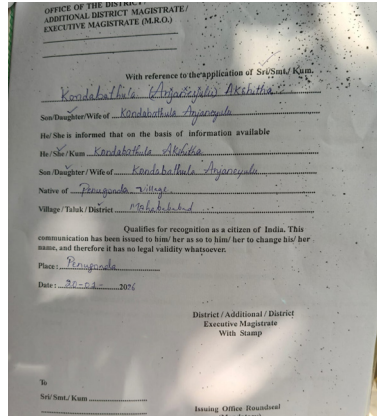 OFFICE OF THE DISTRICT
ADDITIONAL DISTRICT MAGISTRATE/
EXECUTIVE MAGISTRATE (M.R.O.)
With reference to the application of Sri/Smt./ Kum.
Kondabathula (Anjaneyulu) Akshitha
Son/Daughter/Wife of Kondabathula Anjaneyulu
He/ She is informed that on the basis of information available
He/She/Kum Kondabathula Akshitha
Son/Daughter/Wife of Kondabathula Anjaneyulu
Native of Penugonda village
Village/Taluk/District Mahabubabad
Qualifies for recognition as a citizen of India. This
communication has been issued to him/ her as so to him/ her to change his/ her
name, and therefore it has no legal validity whatsoever.
Place: Penugonda
Date: 20-02- 2026
District / Additional / District
Executive Magistrate
With Stamp
To
Sri/ Smt./ Kum
Issuing Office Roundseal